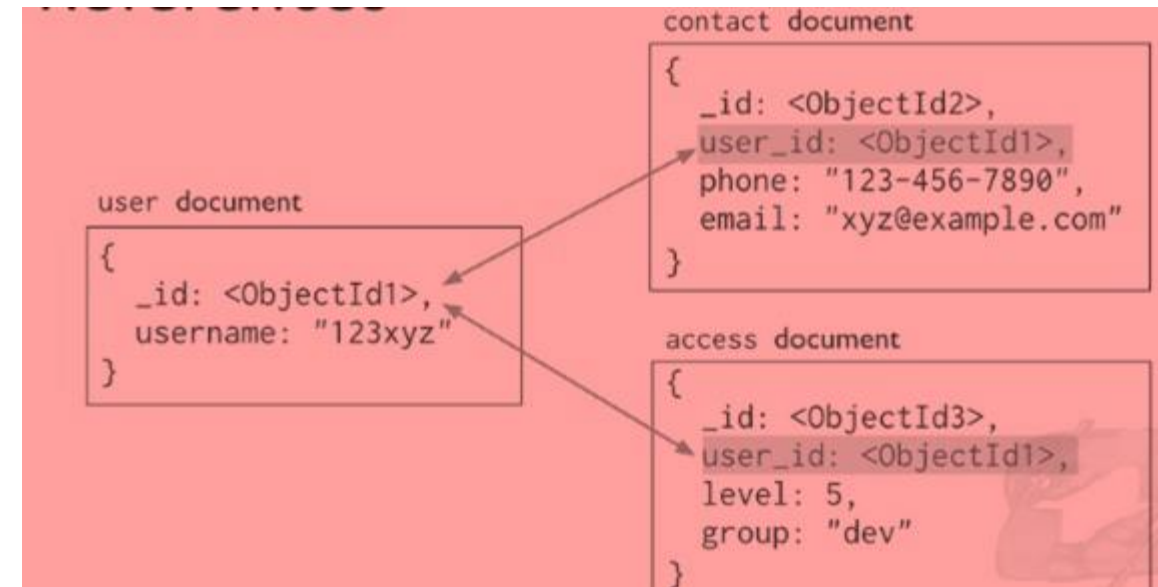 user document
{
_id: <ObjectId1>,
username: "123xyz"
}
contact document
{
_id: <ObjectId2>,
user_id: <ObjectId1>,
phone: "123-456-7890",
email: "xyz@example.com"
}
access document
{
_id: <ObjectId3>,
user_id: <ObjectId1>,
level: 5,
group: "dev"
}